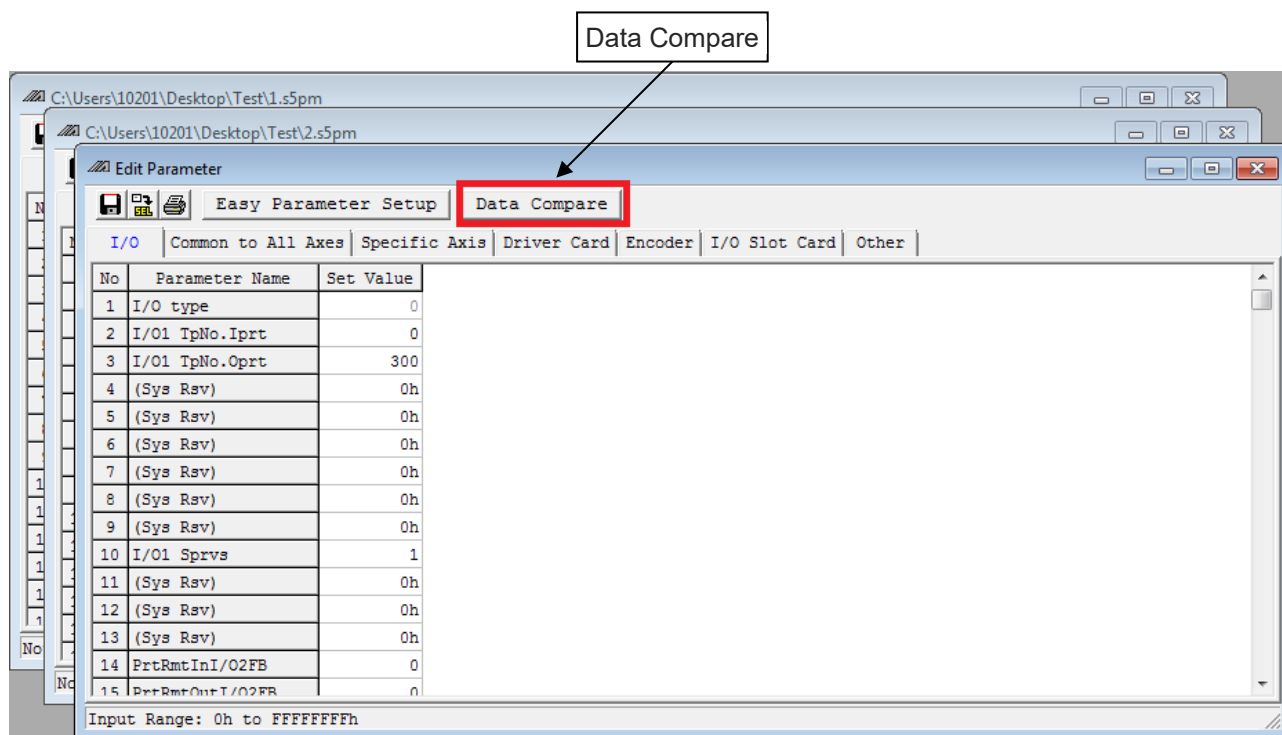 Data Compare
C:\Users\10201\Desktop\Test\1.s5pm
C:\Users\10201\Desktop\Test\2.s5pm
Edit Parameter
Easy Parameter Setup Data Compare
I/O Common to All Axes Specific Axis Driver Card Encoder I/O Slot Card Other
No Parameter Name Set Value
1 I/O type 0
2 I/O1 TpNo.Iprt 0
3 I/O1 TpNo.Oprt 300
4 (Sys Rsv) 0h
5 (Sys Rsv) 0h
6 (Sys Rsv) 0h
7 (Sys Rsv) 0h
8 (Sys Rsv) 0h
9 (Sys Rsv) 0h
10 I/O1 Sprvs 1
11 (Sys Rsv) 0h
12 (Sys Rsv) 0h
13 (Sys Rsv) 0h
14 PrtRmtInI/O2FB 0
15 PrtRmtOutI/O2FB 0
Input Range: 0h to FFFFFFFFh